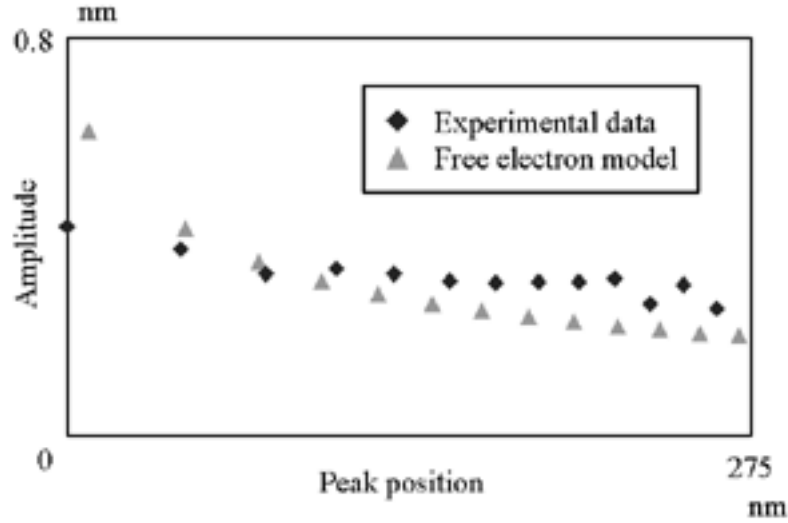 nm
0.8
Experimental data
Free electron model
Amplitude
0
Peak position
275
nm